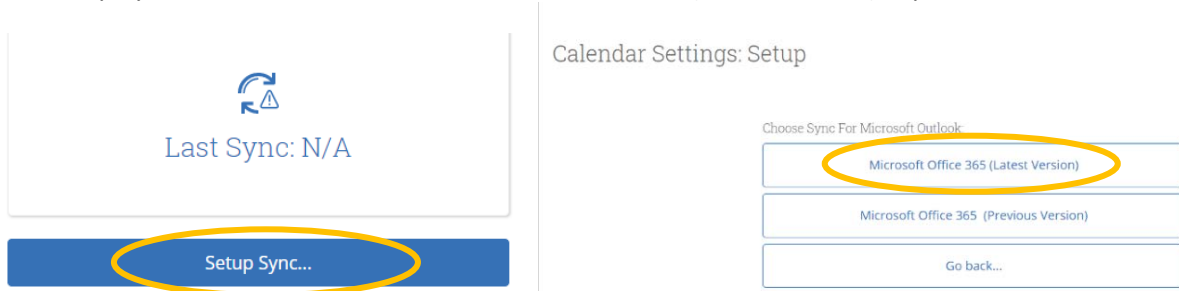 Last Sync: N/A
Setup Sync...
Calendar Settings: Setup
Choose Sync For Microsoft Outlook:
Microsoft Office 365 (Latest Version)
Microsoft Office 365 (Previous Version)
Go back...